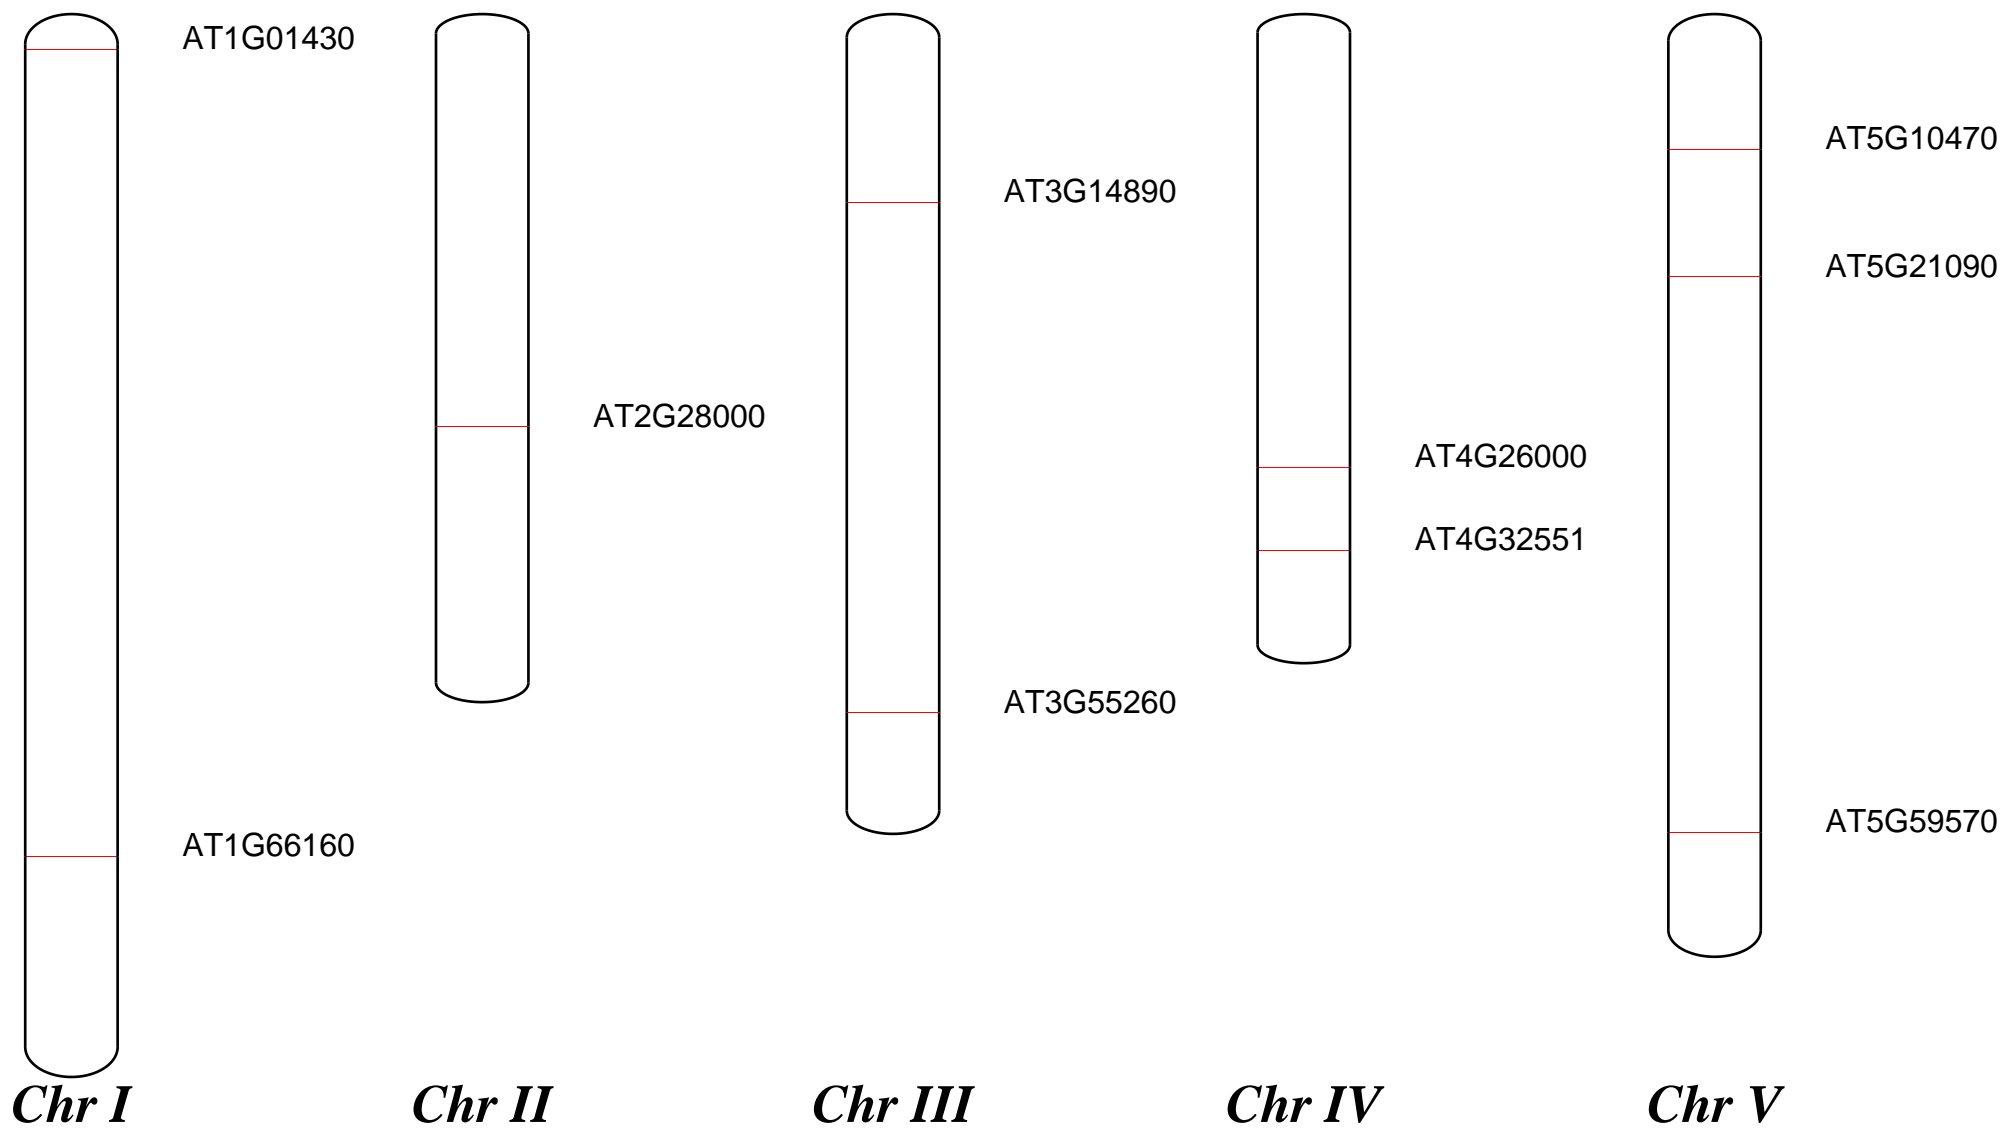 AT1G01430
AT1G66160
AT2G28000
AT3G14890
AT3G55260
AT4G26000
AT4G32551
AT5G10470
AT5G21090
AT5G59570
Chr I
Chr II
Chr III
Chr IV
Chr V